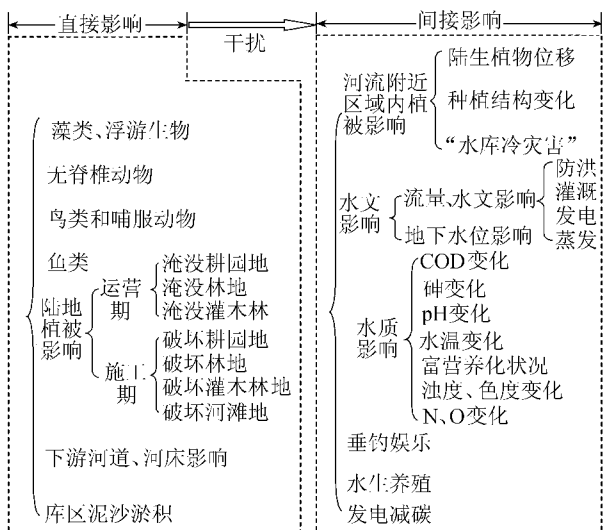 直接影响
干扰
间接影响
藻类、浮游生物
无脊椎动物
鸟类和哺服动物
鱼类
陆地
植被
影响
运营
期
淹没耕园地
淹没林地
淹没灌木林
施工
期
破坏耕园地
破坏林地
破坏灌木林地
破坏河滩地
下游河道、河床影响
库区泥沙淤积
河流附近
区域内植
被影响
陆生植物位移
种植结构变化
“水库冷灾害”
水文
影响
流量、水文影响
防洪
灌溉
发电
蒸发
地下水位影响
水质
影响
COD变化
砷变化
pH变化
水温变化
富营养化状况
浊度、色度变化
N、O变化
垂钓娱乐
水生养殖
发电减碳